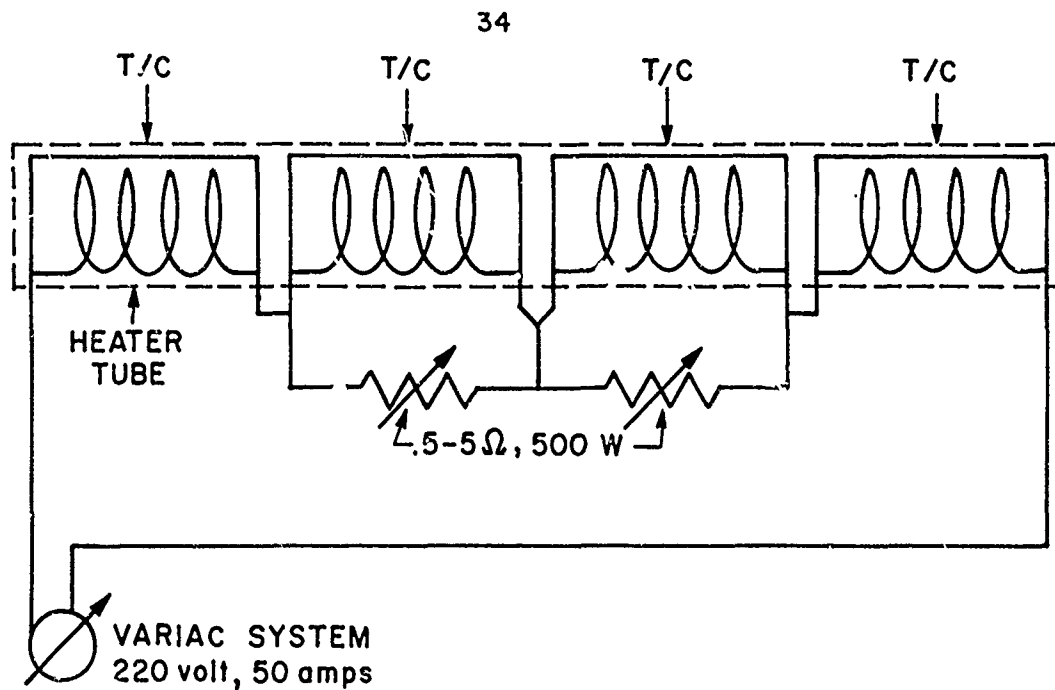 34
T/C
T/C
T/C
T/C
HEATER
TUBE
.5-5Ω, 500 W
VARIAC SYSTEM
220 volt, 50 amps